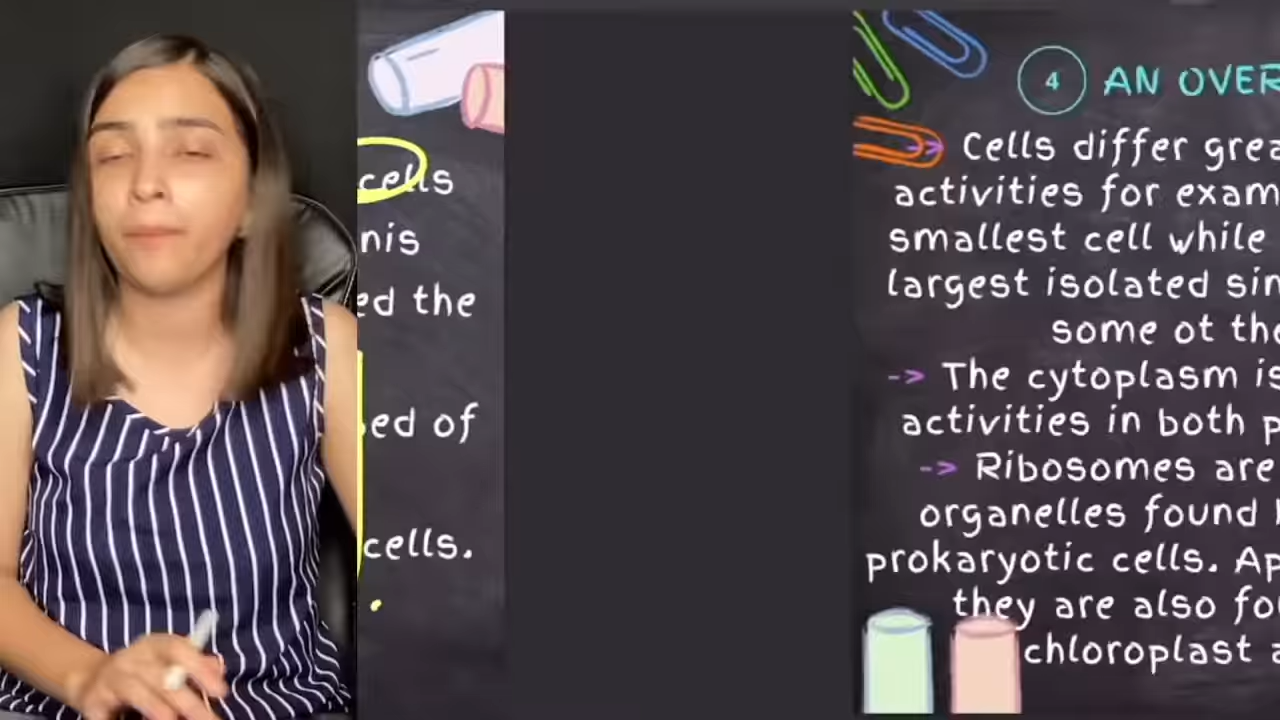 cells
nis
ed the
ed of
cells.
4 AN OVER
-> Cells differ grea
activities for exam
smallest cell while
largest isolated sin
some ot the
-> The cytoplasm is
activities in both p
-> Ribosomes are
organelles found
prokaryotic cells. Ap
they are also fo
chloroplast a